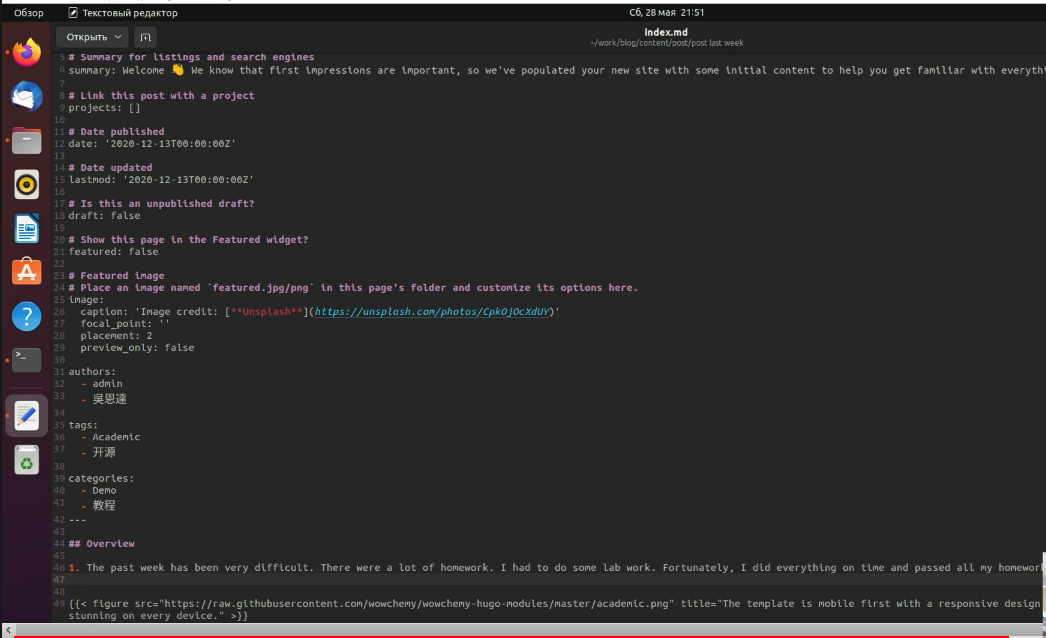 Обзор Текстовый редактор Сб, 28 мая 21:51
Открыть index.md
~/work/blog/content/post/post last week
5 # Summary for listings and search engines
6 summary: Welcome 👋 We know that first impressions are important, so we've populated your new site with some initial content to help you get familiar with everythi
7
8 # Link this post with a project
9 projects: []
10
11 # Date published
12 date: '2020-12-13T00:00:00Z'
13
14 # Date updated
15 lastmod: '2020-12-13T00:00:00Z'
16
17 # Is this an unpublished draft?
18 draft: false
19
20 # Show this page in the Featured widget?
21 featured: false
22
23 # Featured image
24 # Place an image named `featured.jpg/png` in this page's folder and customize its options here.
25 image:
26 caption: 'Image credit: [**Unsplash**](https://unsplash.com/photos/CpkOjOcXdUY)'
27 focal_point: ''
28 placement: 2
29 preview_only: false
30
31 authors:
32 - admin
33 - 吳恩達
34
35 tags:
36 - Academic
37 - 开源
38
39 categories:
40 - Demo
41 - 教程
42 ---
43
44 ## Overview
45
46 1. The past week has been very difficult. There were a lot of homework. I had to do some lab work. Fortunately, I did everything on time and passed all my homewor
47
48
49 {{< figure src="https://raw.githubusercontent.com/wowchemy/wowchemy-hugo-modules/master/academic.png" title="The template is mobile first with a responsive design
stunning on every device." >}}